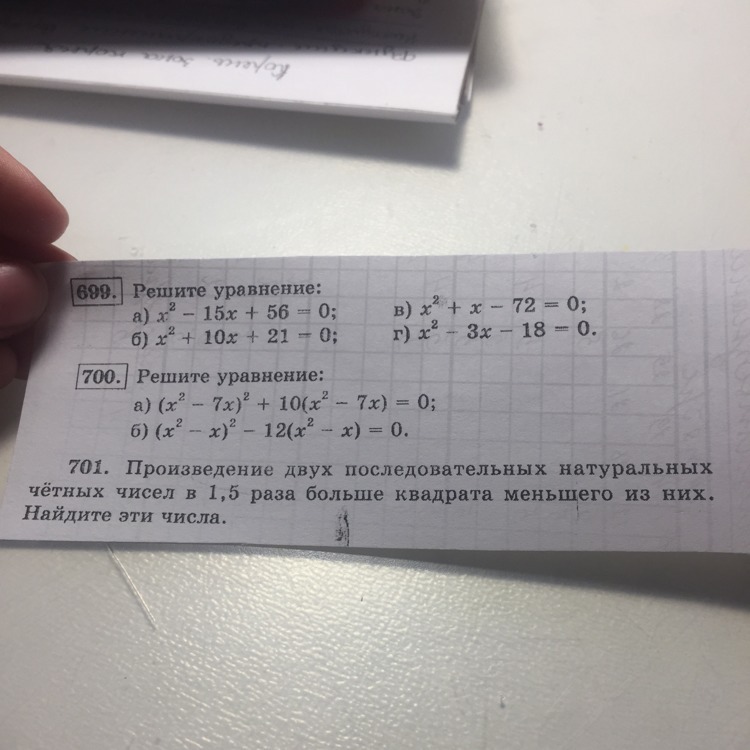 699. Решите уравнение:
а) x² − 15x + 56 = 0; в) x² + x − 72 = 0;
б) x² + 10x + 21 = 0; г) x² − 3x − 18 = 0.
700. Решите уравнение:
а) (x² − 7x)² + 10(x² − 7x) = 0;
б) (x² − x)² − 12(x² − x) = 0.
701. Произведение двух последовательных натуральных
чётных чисел в 1,5 раза больше квадрата меньшего из них.
Найдите эти числа.